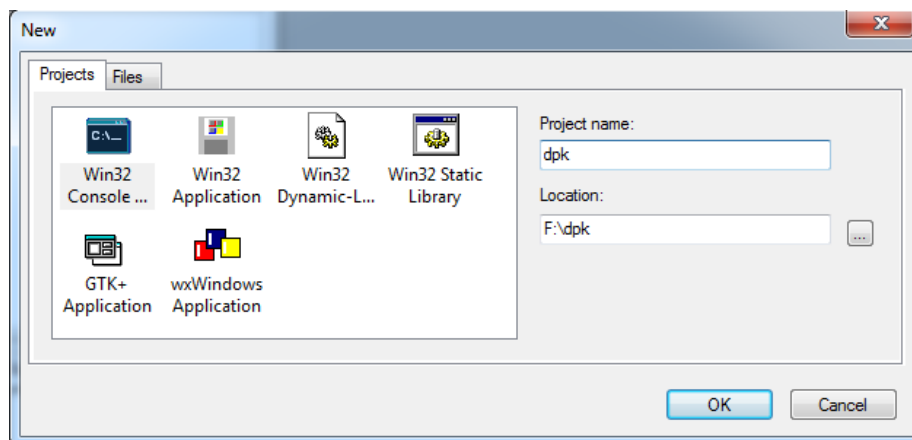 New
Projects
Files
C:\_
Win32
Console ...
Win32
Application
Win32
Dynamic-L...
Win32 Static
Library
GTK+
Application
wxWindows
Application
Project name:
dpk
Location:
F:\dpk
...
OK
Cancel